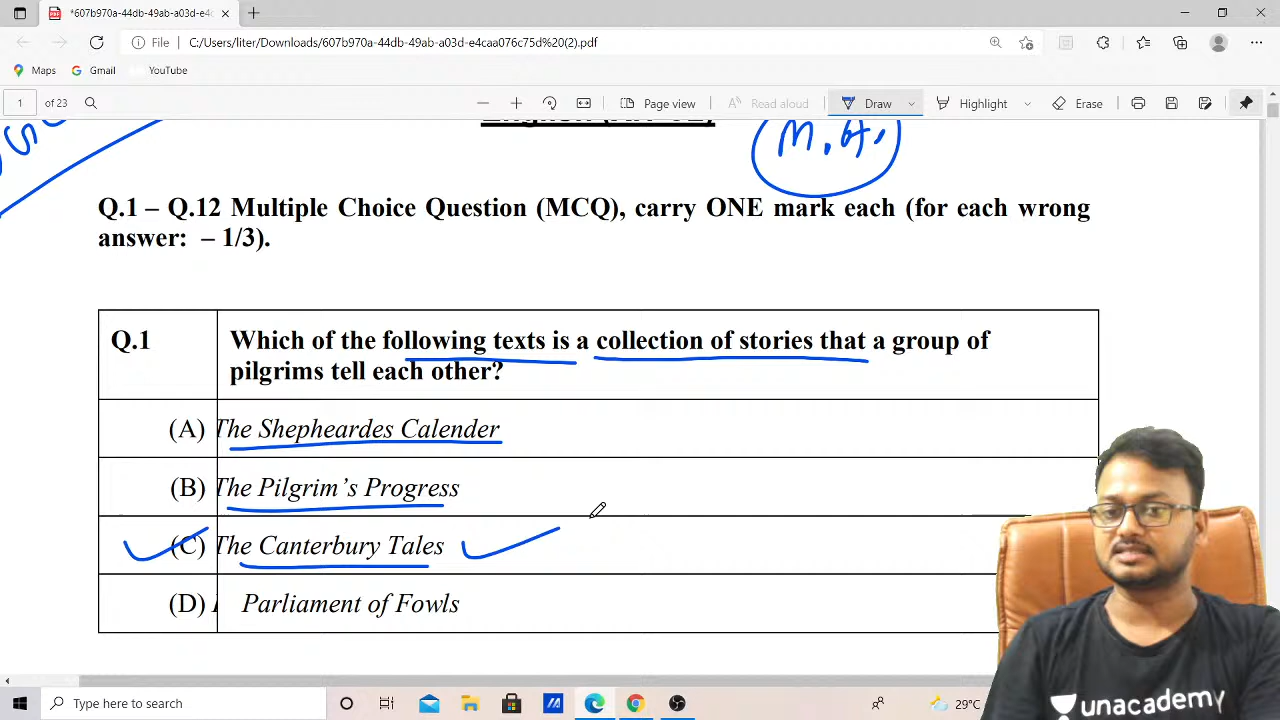 *607b970a-44db-49ab-a03d-e4c
File
C:/Users/liter/Downloads/607b970a-44db-49ab-a03d-e4caa076c75d%20(2).pdf
Maps
Gmail
YouTube
1
of 23
Page view
Read aloud
Draw
Highlight
Erase
M.H.
Q.1 – Q.12 Multiple Choice Question (MCQ), carry ONE mark each (for each wrong
answer: – 1/3).
Q.1
Which of the following texts is a collection of stories that a group of
pilgrims tell each other?
(A) The Shepheardes Calender
(B) The Pilgrim’s Progress
(C) The Canterbury Tales
(D) Parliament of Fowls
unacademy
Type here to search
29°C